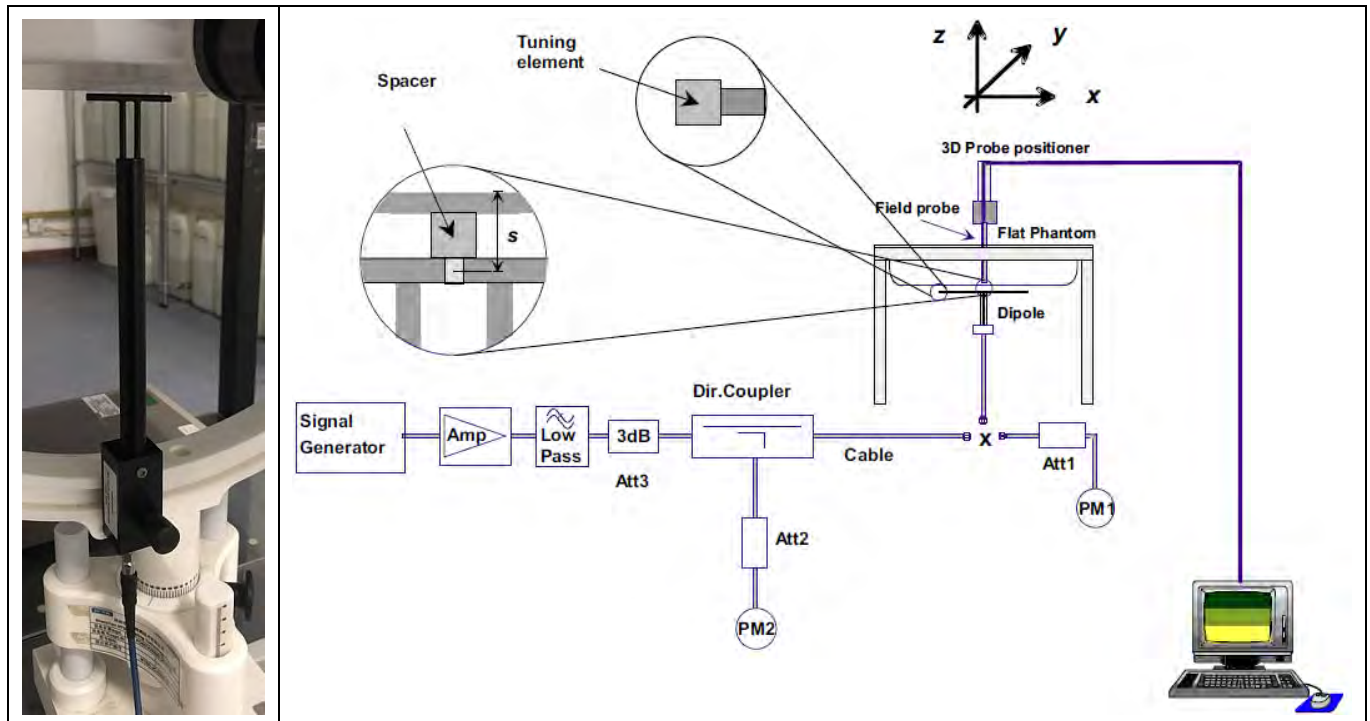 Tuning
element
Spacer
s
z
y
x
3D Probe positioner
Field probe
Flat Phantom
Dipole
Dir.Coupler
Signal
Generator
Amp
Low
Pass
3dB
Att3
Cable
x
Att1
PM1
Att2
PM2